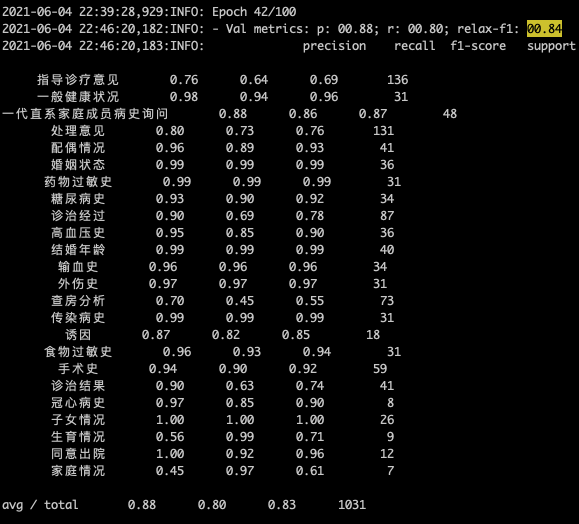 2021-06-04 22:39:28,929:INFO: Epoch 42/100
2021-06-04 22:46:20,182:INFO: - Val metrics: p: 00.88; r: 00.80; relax-f1: 00.84
2021-06-04 22:46:20,183:INFO: precision recall f1-score support
指导诊疗意见 0.76 0.64 0.69 136
一般健康状况 0.98 0.94 0.96 31
一代直系家庭成员病史询问 0.88 0.86 0.87 48
处理意见 0.80 0.73 0.76 131
配偶情况 0.96 0.89 0.93 41
婚姻状态 0.99 0.99 0.99 36
药物过敏史 0.99 0.99 0.99 31
糖尿病史 0.93 0.90 0.92 34
诊治经过 0.90 0.69 0.78 87
高血压史 0.95 0.85 0.90 36
结婚年龄 0.99 0.99 0.99 40
输血史 0.96 0.96 0.96 34
外伤史 0.97 0.97 0.97 31
查房分析 0.70 0.45 0.55 73
传染病史 0.99 0.99 0.99 31
诱因 0.87 0.82 0.85 18
食物过敏史 0.96 0.93 0.94 31
手术史 0.94 0.90 0.92 59
诊治结果 0.90 0.63 0.74 41
冠心病史 0.97 0.85 0.90 8
子女情况 1.00 1.00 1.00 26
生育情况 0.56 0.99 0.71 9
同意出院 1.00 0.92 0.96 12
家庭情况 0.45 0.97 0.61 7
avg / total 0.88 0.80 0.83 1031